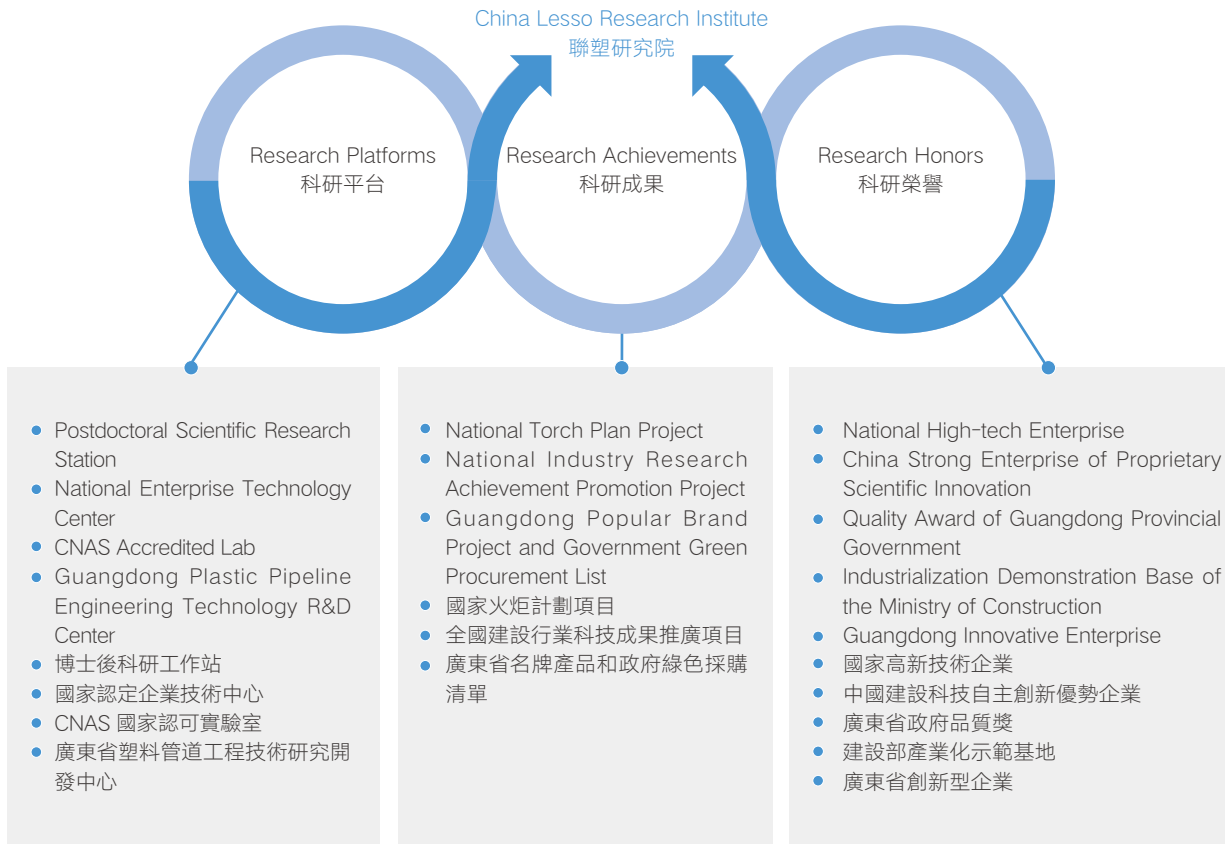 China Lesso Research Institute
聯塑研究院
Research Platforms
科研平台
Research Achievements
科研成果
Research Honors
科研榮譽
Postdoctoral Scientific Research
Station
National Enterprise Technology
Center
CNAS Accredited Lab
Guangdong Plastic Pipeline
Engineering Technology R&D
Center
博士後科研工作站
國家認定企業技術中心
CNAS 國家認可實驗室
廣東省塑料管道工程技術研究開
發中心
National Torch Plan Project
National Industry Research
Achievement Promotion Project
Guangdong Popular Brand
Project and Government Green
Procurement List
國家火炬計劃項目
全國建設行業科技成果推廣項目
廣東省名牌產品和政府綠色採購
清單
National High-tech Enterprise
China Strong Enterprise of Proprietary
Scientific Innovation
Quality Award of Guangdong Provincial
Government
Industrialization Demonstration Base of
the Ministry of Construction
Guangdong Innovative Enterprise
國家高新技術企業
中國建設科技自主創新優勢企業
廣東省政府品質獎
建設部產業化示範基地
廣東省創新型企業